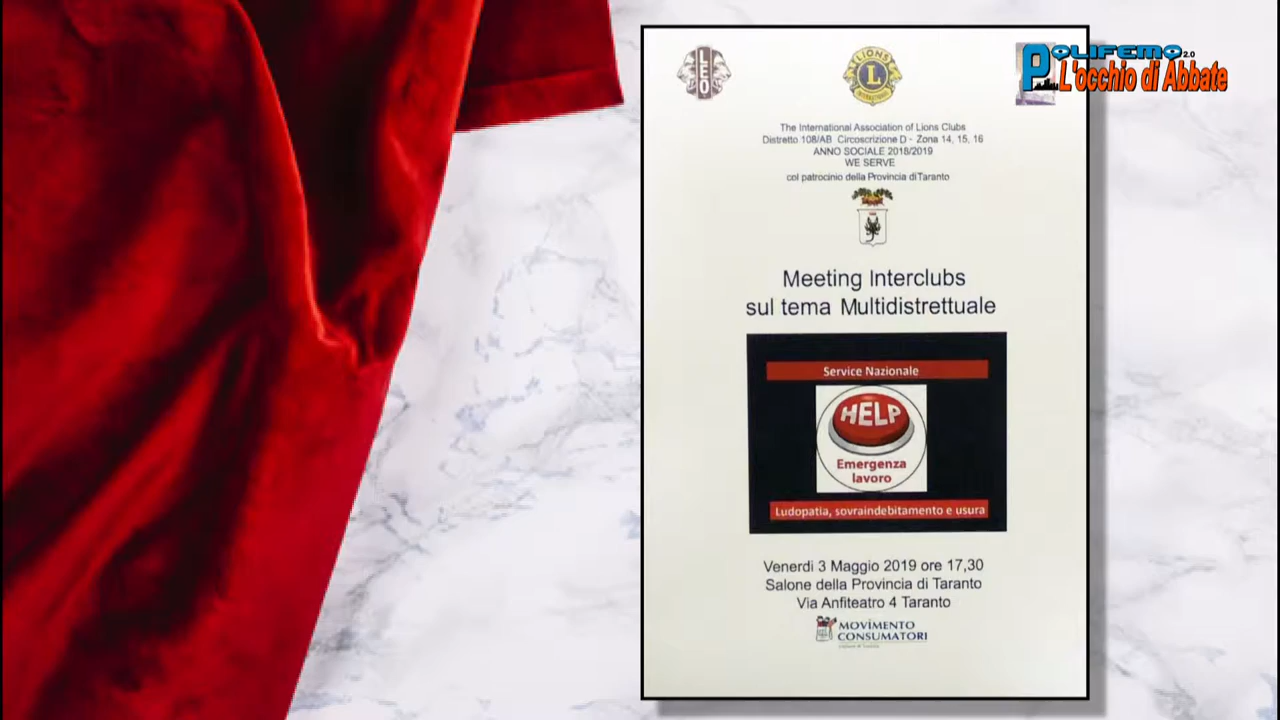 LEO
LIONS
L
INTERNATIONAL
POLIFEMO 2.0
L'occhio di Abbate
The International Association of Lions Clubs
Distretto 108/AB Circoscrizione D - Zona 14, 15, 16
ANNO SOCIALE 2018/2019
WE SERVE
col patrocinio della Provincia di Taranto
Meeting Interclubs
sul tema Multidistrettuale
Service Nazionale
HELP
Emergenza
lavoro
Ludopatia, sovraindebitamento e usura
Venerdi 3 Maggio 2019 ore 17,30
Salone della Provincia di Taranto
Via Anfiteatro 4 Taranto
MOVIMENTO
CONSUMATORI